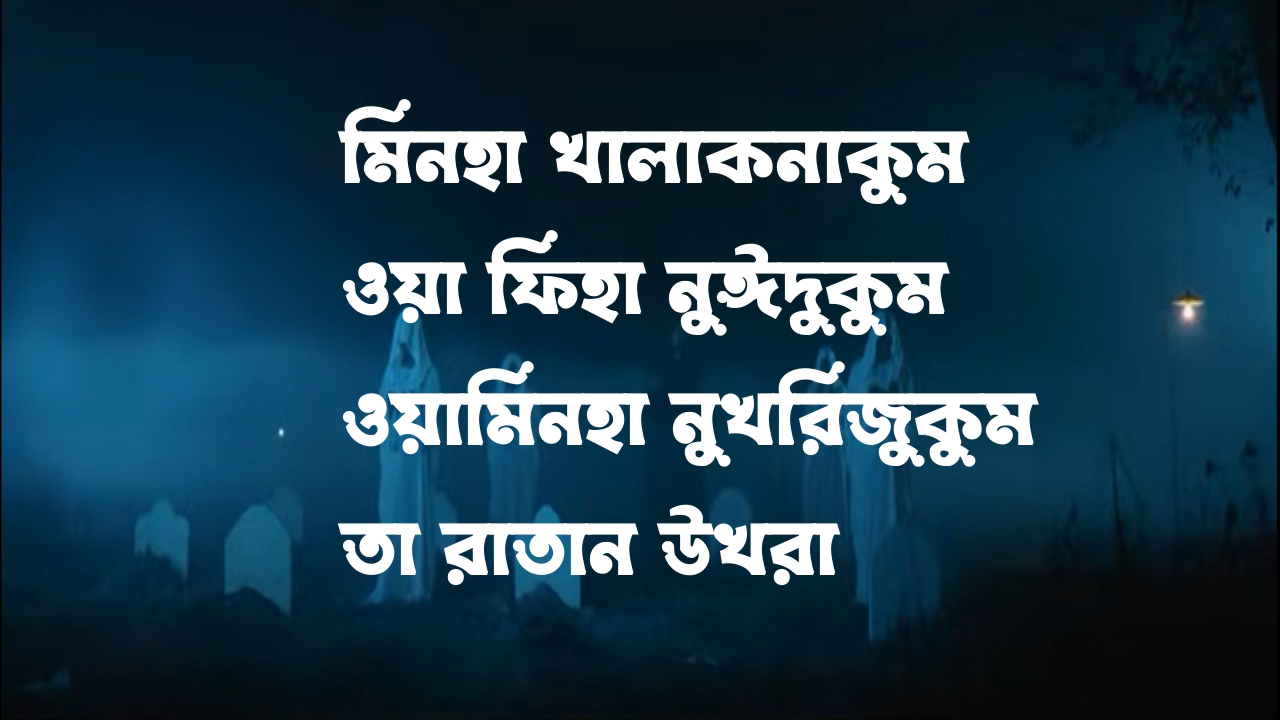 মিনহা খালাকনাকুম
ওয়া ফিহা নুঈদুকুম
ওয়ামিনহা নুখরিজুকুম
তা রাতান উখরা